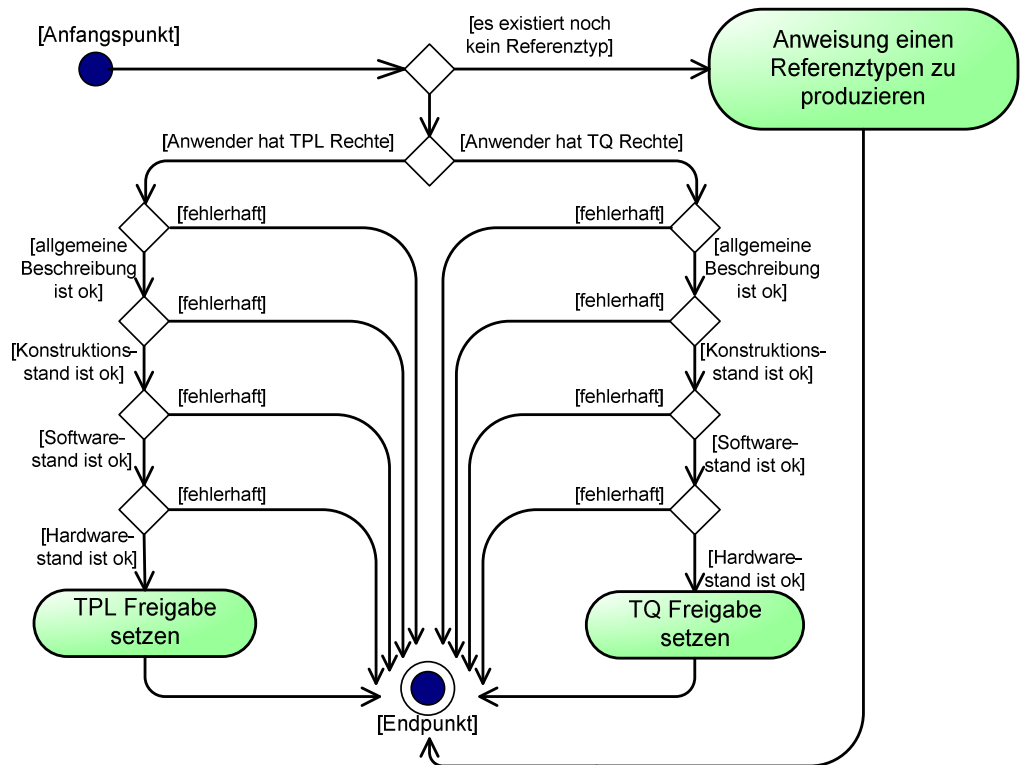 [Anfangspunkt]
[es existiert noch
kein Referenztyp]
Anweisung einen
Referenztypen zu
produzieren
[Anwender hat TPL Rechte]
[Anwender hat TQ Rechte]
[fehlerhaft]
[fehlerhaft]
[allgemeine
Beschreibung
ist ok]
[allgemeine
Beschreibung
ist ok]
[fehlerhaft]
[fehlerhaft]
[Konstruktions-
stand ist ok]
[Konstruktions-
stand ist ok]
[fehlerhaft]
[fehlerhaft]
[Software-
stand ist ok]
[Software-
stand ist ok]
[fehlerhaft]
[fehlerhaft]
[Hardware-
stand ist ok]
[Hardware-
stand ist ok]
TPL Freigabe
setzen
TQ Freigabe
setzen
[Endpunkt]